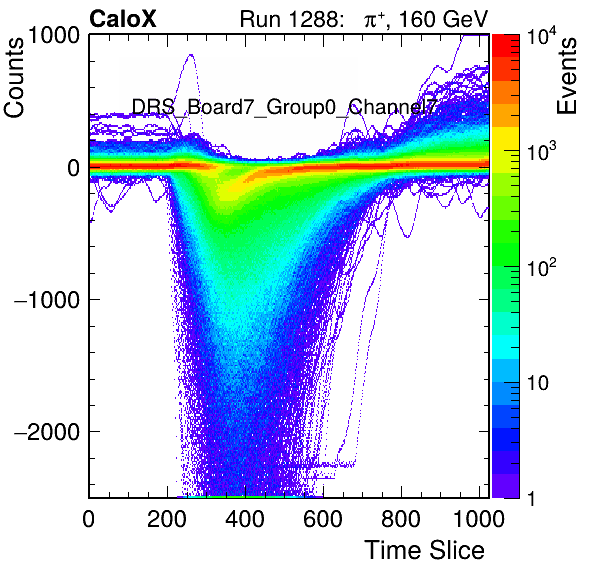 CaloX Run 1288: π⁺, 160 GeV
DRS_Board7_Group0_Channel7
Counts
1000
0
−1000
−2000
0 200 400 600 800 1000
Time Slice
Events
10⁴
10³
10²
10
1